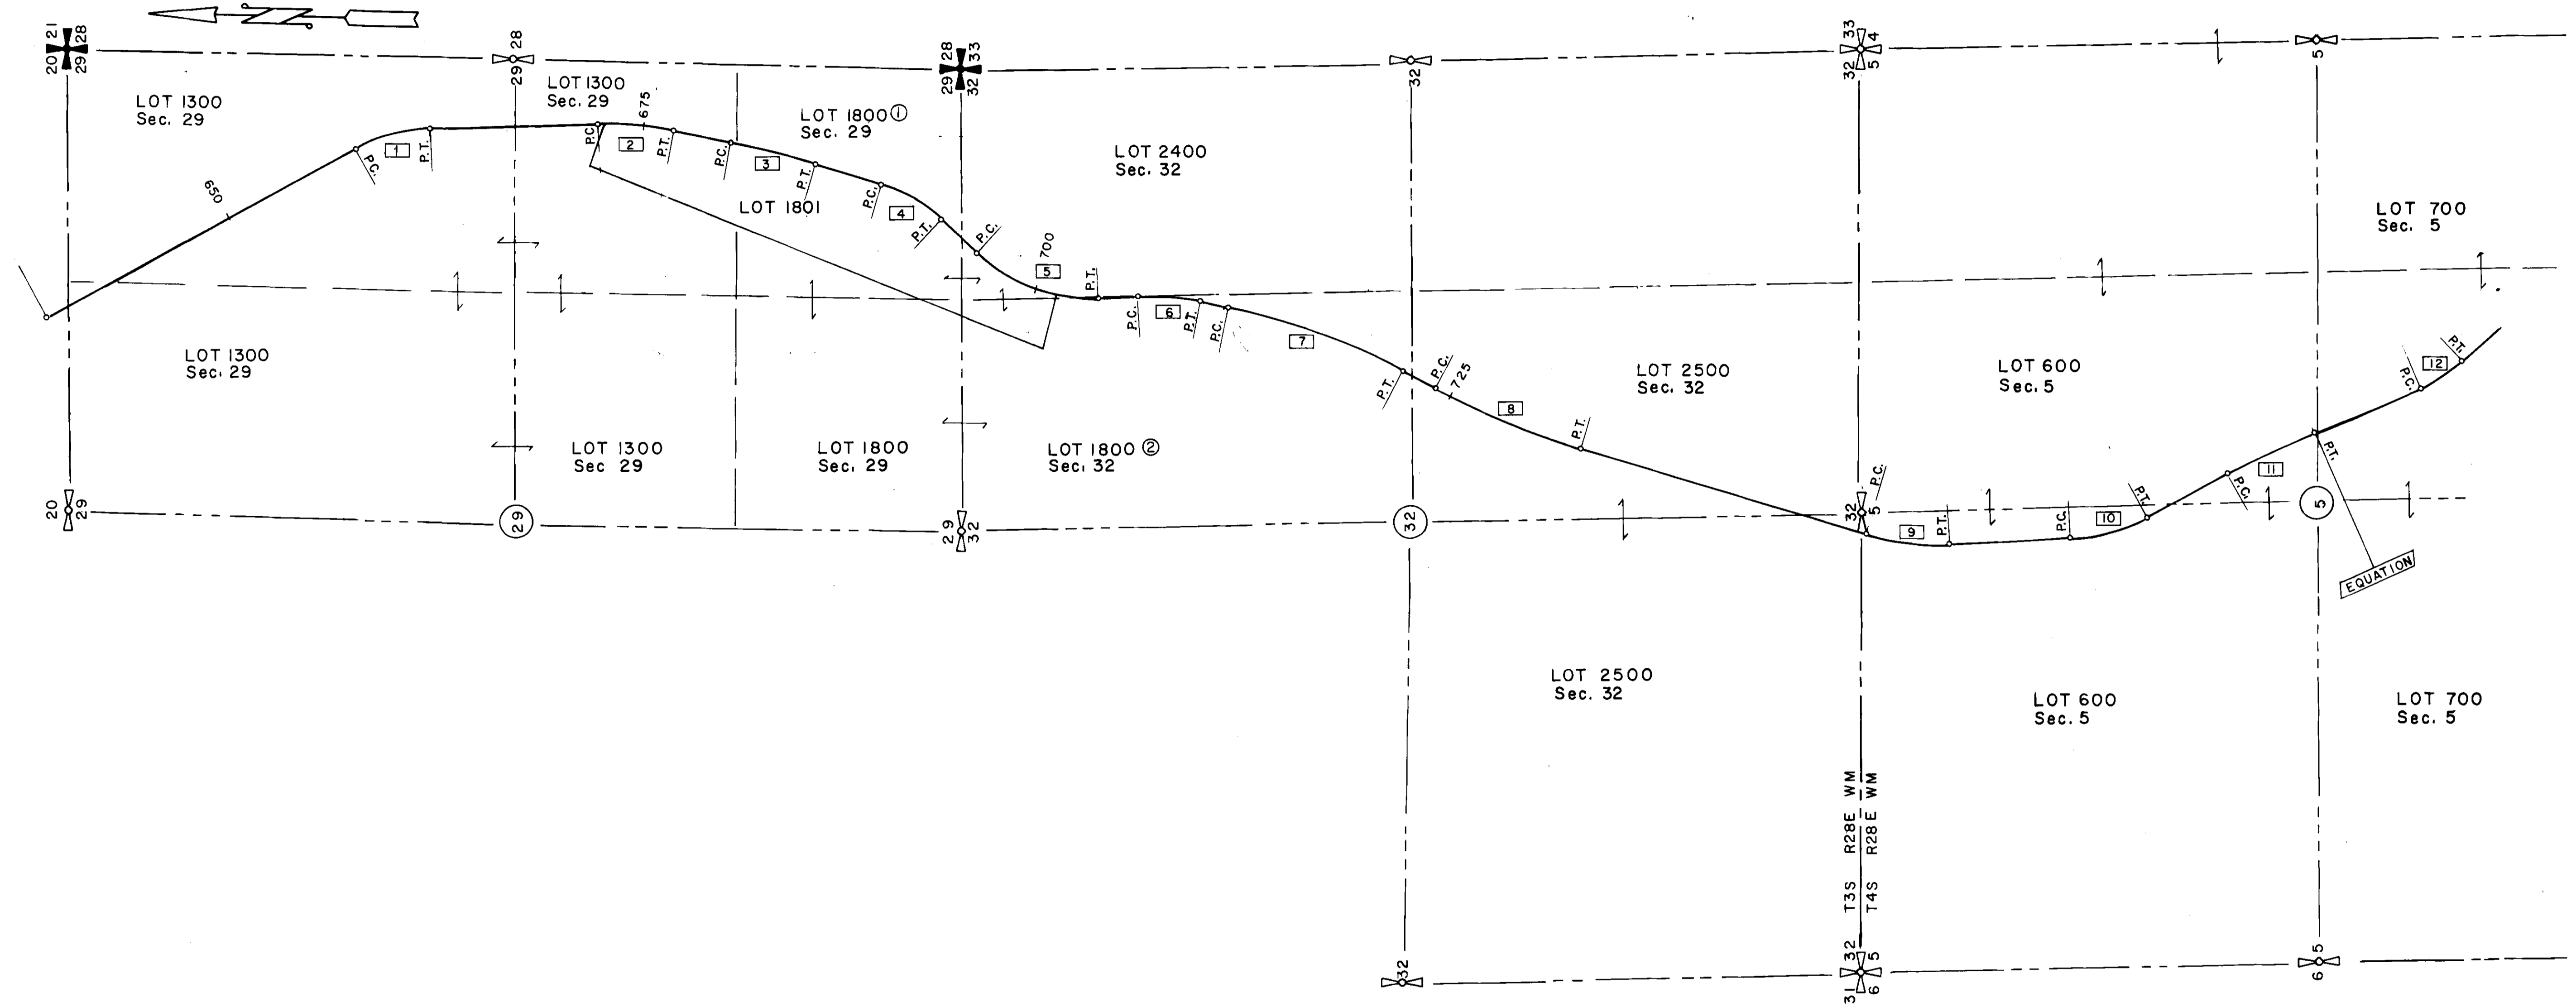 21
28
20
29
28
29
28
33
29
32
32
33
4
32
5
5
LOT 1300
Sec. 29
LOT 1300
Sec. 29
675
LOT 1800 ①
Sec. 29
LOT 2400
Sec. 32
LOT 700
Sec. 5
650
P.C.
1
P.T.
P.C
2
P.T.
P.C.
3
P.T.
LOT 1801
P.C.
4
P.T.
P.C.
700
5
P.T.
P.C.
6
P.T.
P.C.
7
P.T.
P.C.
725
8
P.T.
LOT 1300
Sec. 29
LOT 2500
Sec. 32
LOT 600
Sec. 5
P.C.
12
P.T.
LOT 1300
Sec 29
LOT 1800
Sec. 29
LOT 1800 ②
Sec. 32
20
29
29
29
32
32
32
5
P.C.
9
P.T.
P.C.
10
P.T.
P.C.
11
P.T.
5
EQUATION
LOT 2500
Sec. 32
LOT 600
Sec. 5
LOT 700
Sec. 5
T3S R28E WM
T4S R28E WM
32
31
32
6
5
6
5